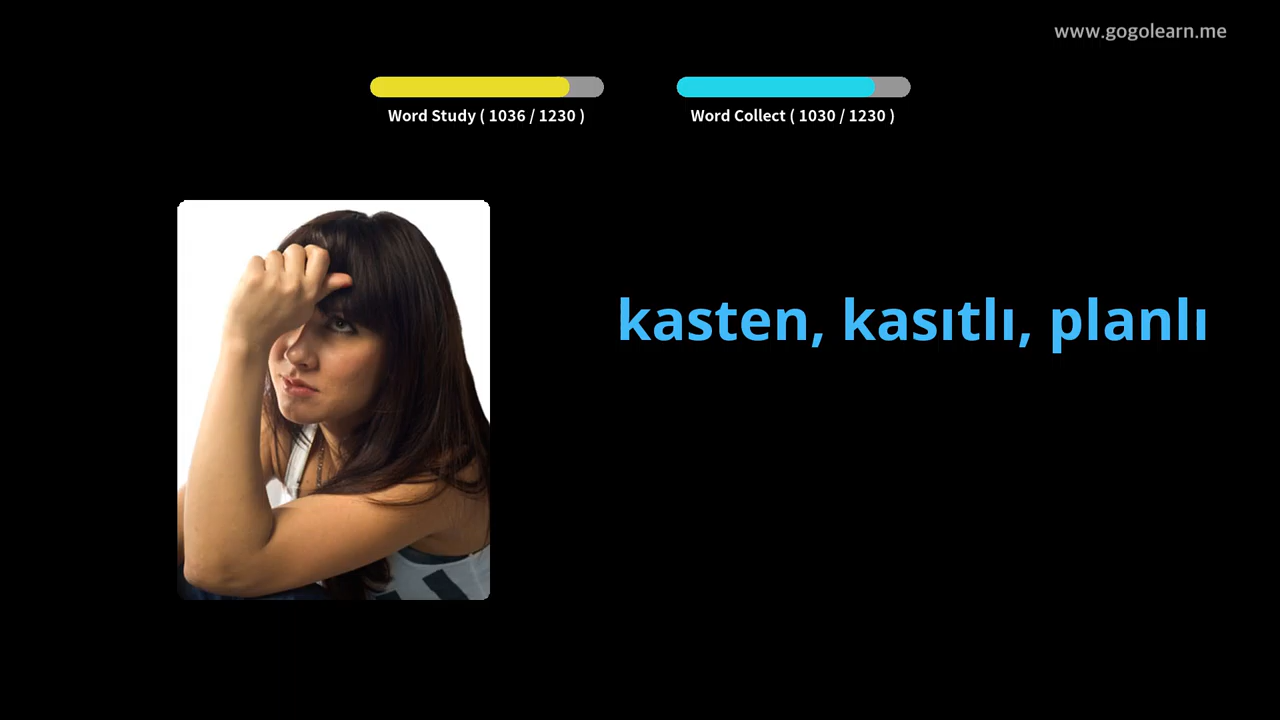 www.gogolearn.me
Word Study ( 1036 / 1230 )
Word Collect ( 1030 / 1230 )
kasten, kasıtlı, planlı